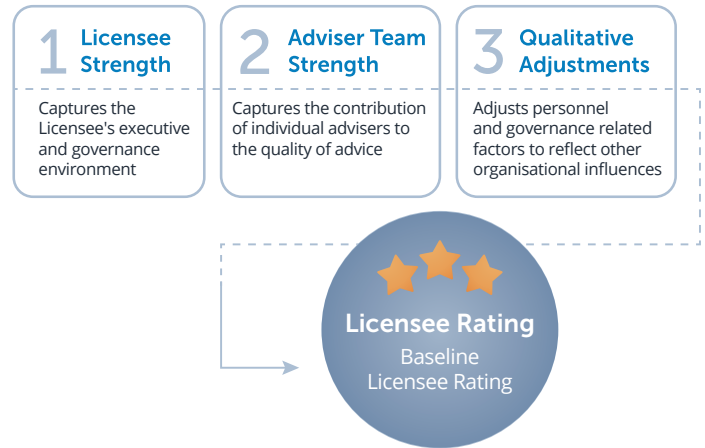 1
Licensee
Strength
Captures the
Licensee's executive
and governance
environment
2
Adviser Team
Strength
Captures the contribution
of individual advisers to
the quality of advice
3
Qualitative
Adjustments
Adjusts personnel
and governance related
factors to reflect other
organisational influences
Licensee Rating
Baseline
Licensee Rating